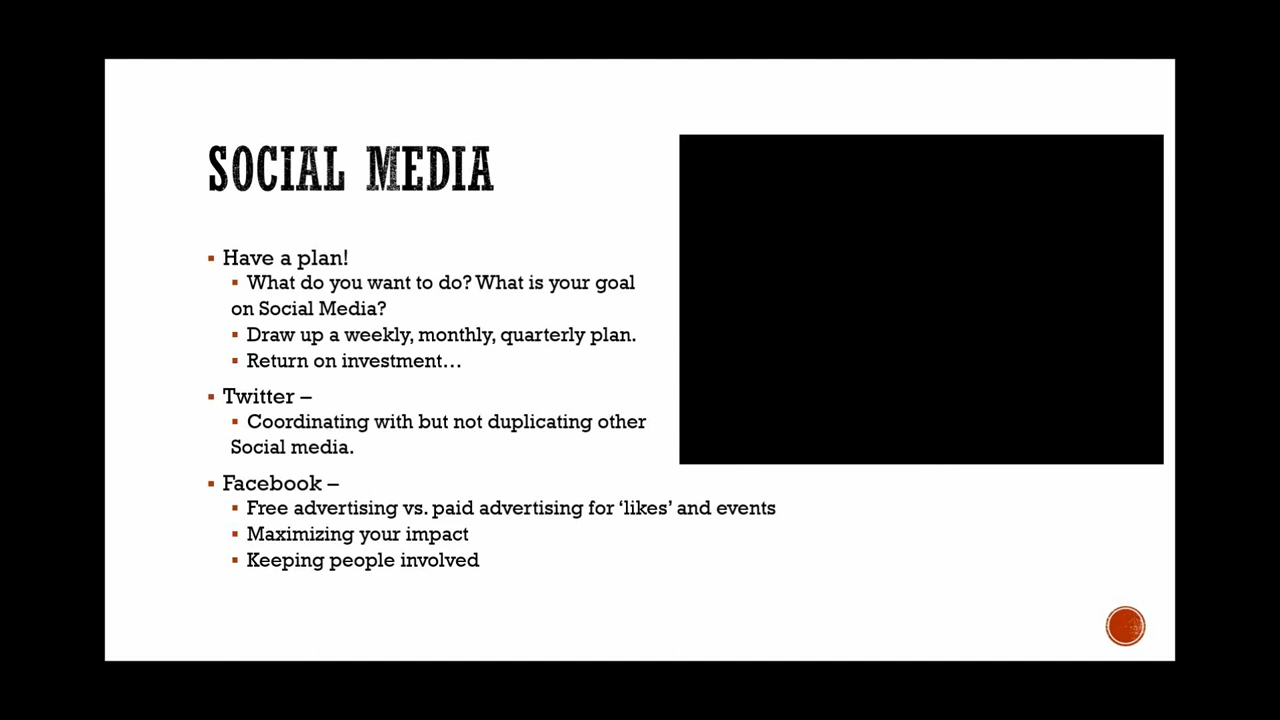 SOCIAL MEDIA
▪ Have a plan!
▪ What do you want to do? What is your goal
on Social Media?
▪ Draw up a weekly, monthly, quarterly plan.
▪ Return on investment…
▪ Twitter –
▪ Coordinating with but not duplicating other
Social media.
▪ Facebook –
▪ Free advertising vs. paid advertising for ‘likes’ and events
▪ Maximizing your impact
▪ Keeping people involved